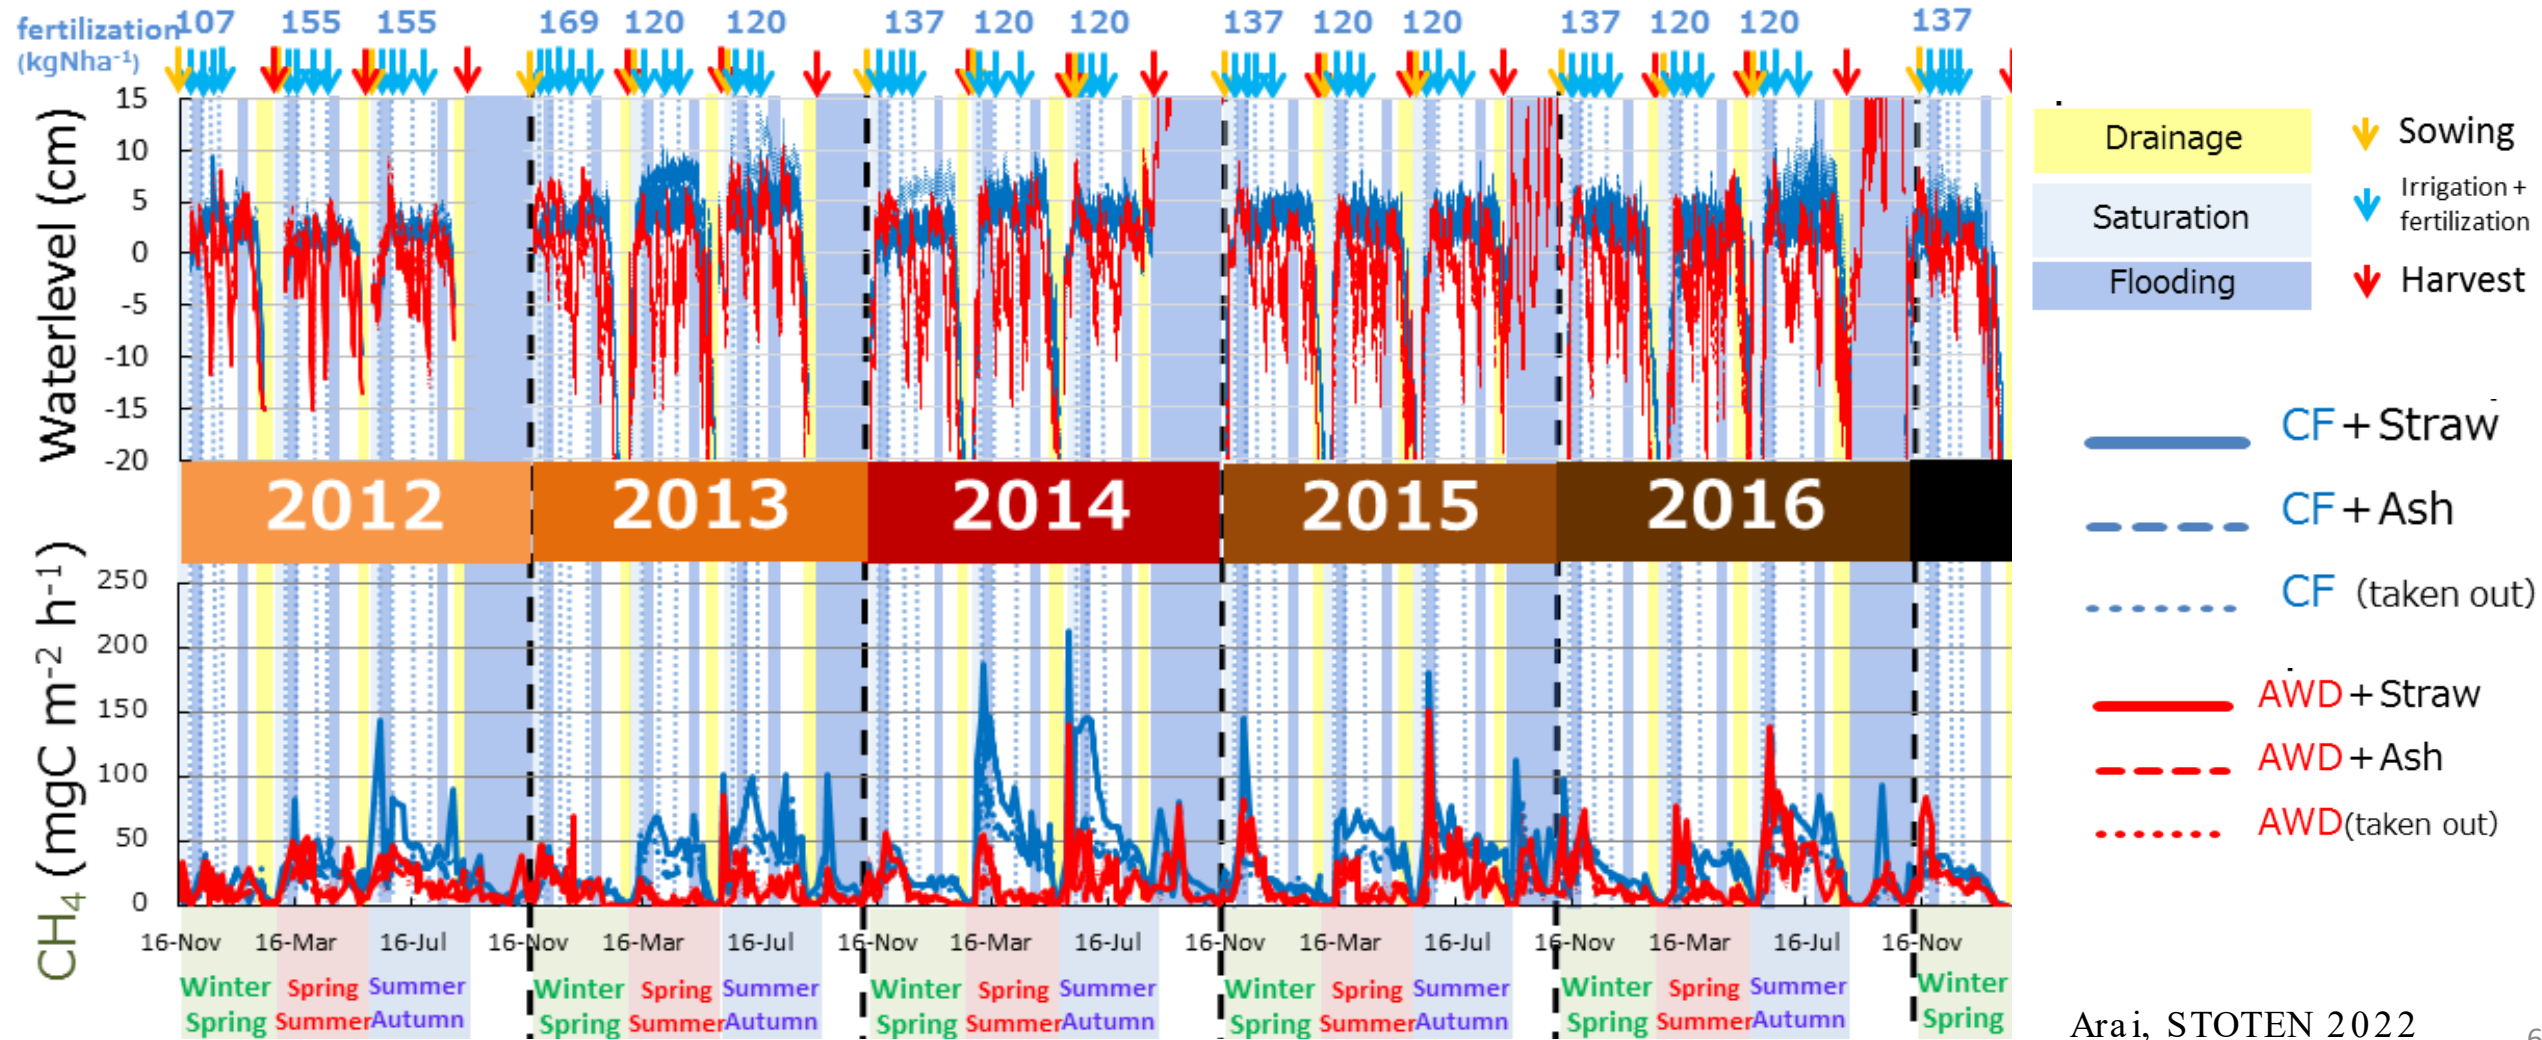 fertilization 107 155 155 169 120 120 137 120 120 137 120 120 137 120 120 137
(kgNha⁻¹)
Waterlevel (cm)
15
10
5
0
-5
-10
-15
-20
2012 2013 2014 2015 2016
CH₄ (mgC m⁻² h⁻¹)
250
200
150
100
50
0
16-Nov 16-Mar 16-Jul 16-Nov 16-Mar 16-Jul 16-Nov 16-Mar 16-Jul 16-Nov 16-Mar 16-Jul 16-Nov 16-Mar 16-Jul 16-Nov
Winter Spring Summer Winter Spring Summer Winter Spring Summer Winter Spring Summer Winter Spring Summer Winter
Spring Summer Autumn Spring Summer Autumn Spring Summer Autumn Spring Summer Autumn Spring Summer Autumn Spring
Drainage
Saturation
Flooding
Sowing
Irrigation +
fertilization
Harvest
CF + Straw
CF + Ash
CF (taken out)
AWD + Straw
AWD + Ash
AWD (taken out)
Arai, STOTEN 2022
6